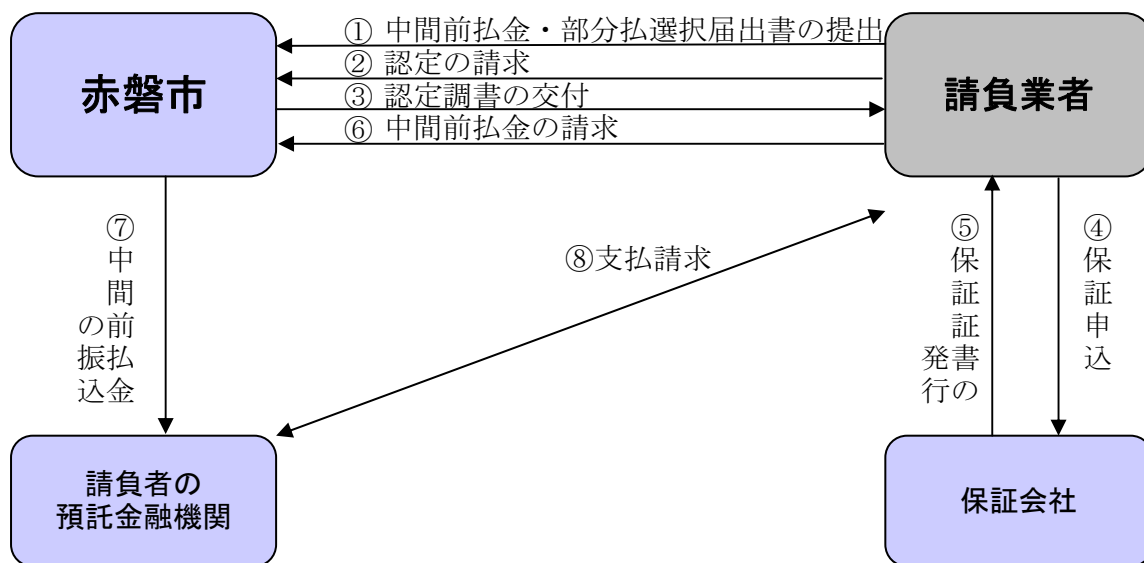 赤磐市
① 中間前払金・部分払選択届出書の提出
② 認定の請求
③ 認定調書の交付
⑥ 中間前払金の請求
請負業者
⑦中間前払金
の振込
⑧支払請求
⑤保証証書の
発行
④保証申込
請負者の
預託金融機関
保証会社